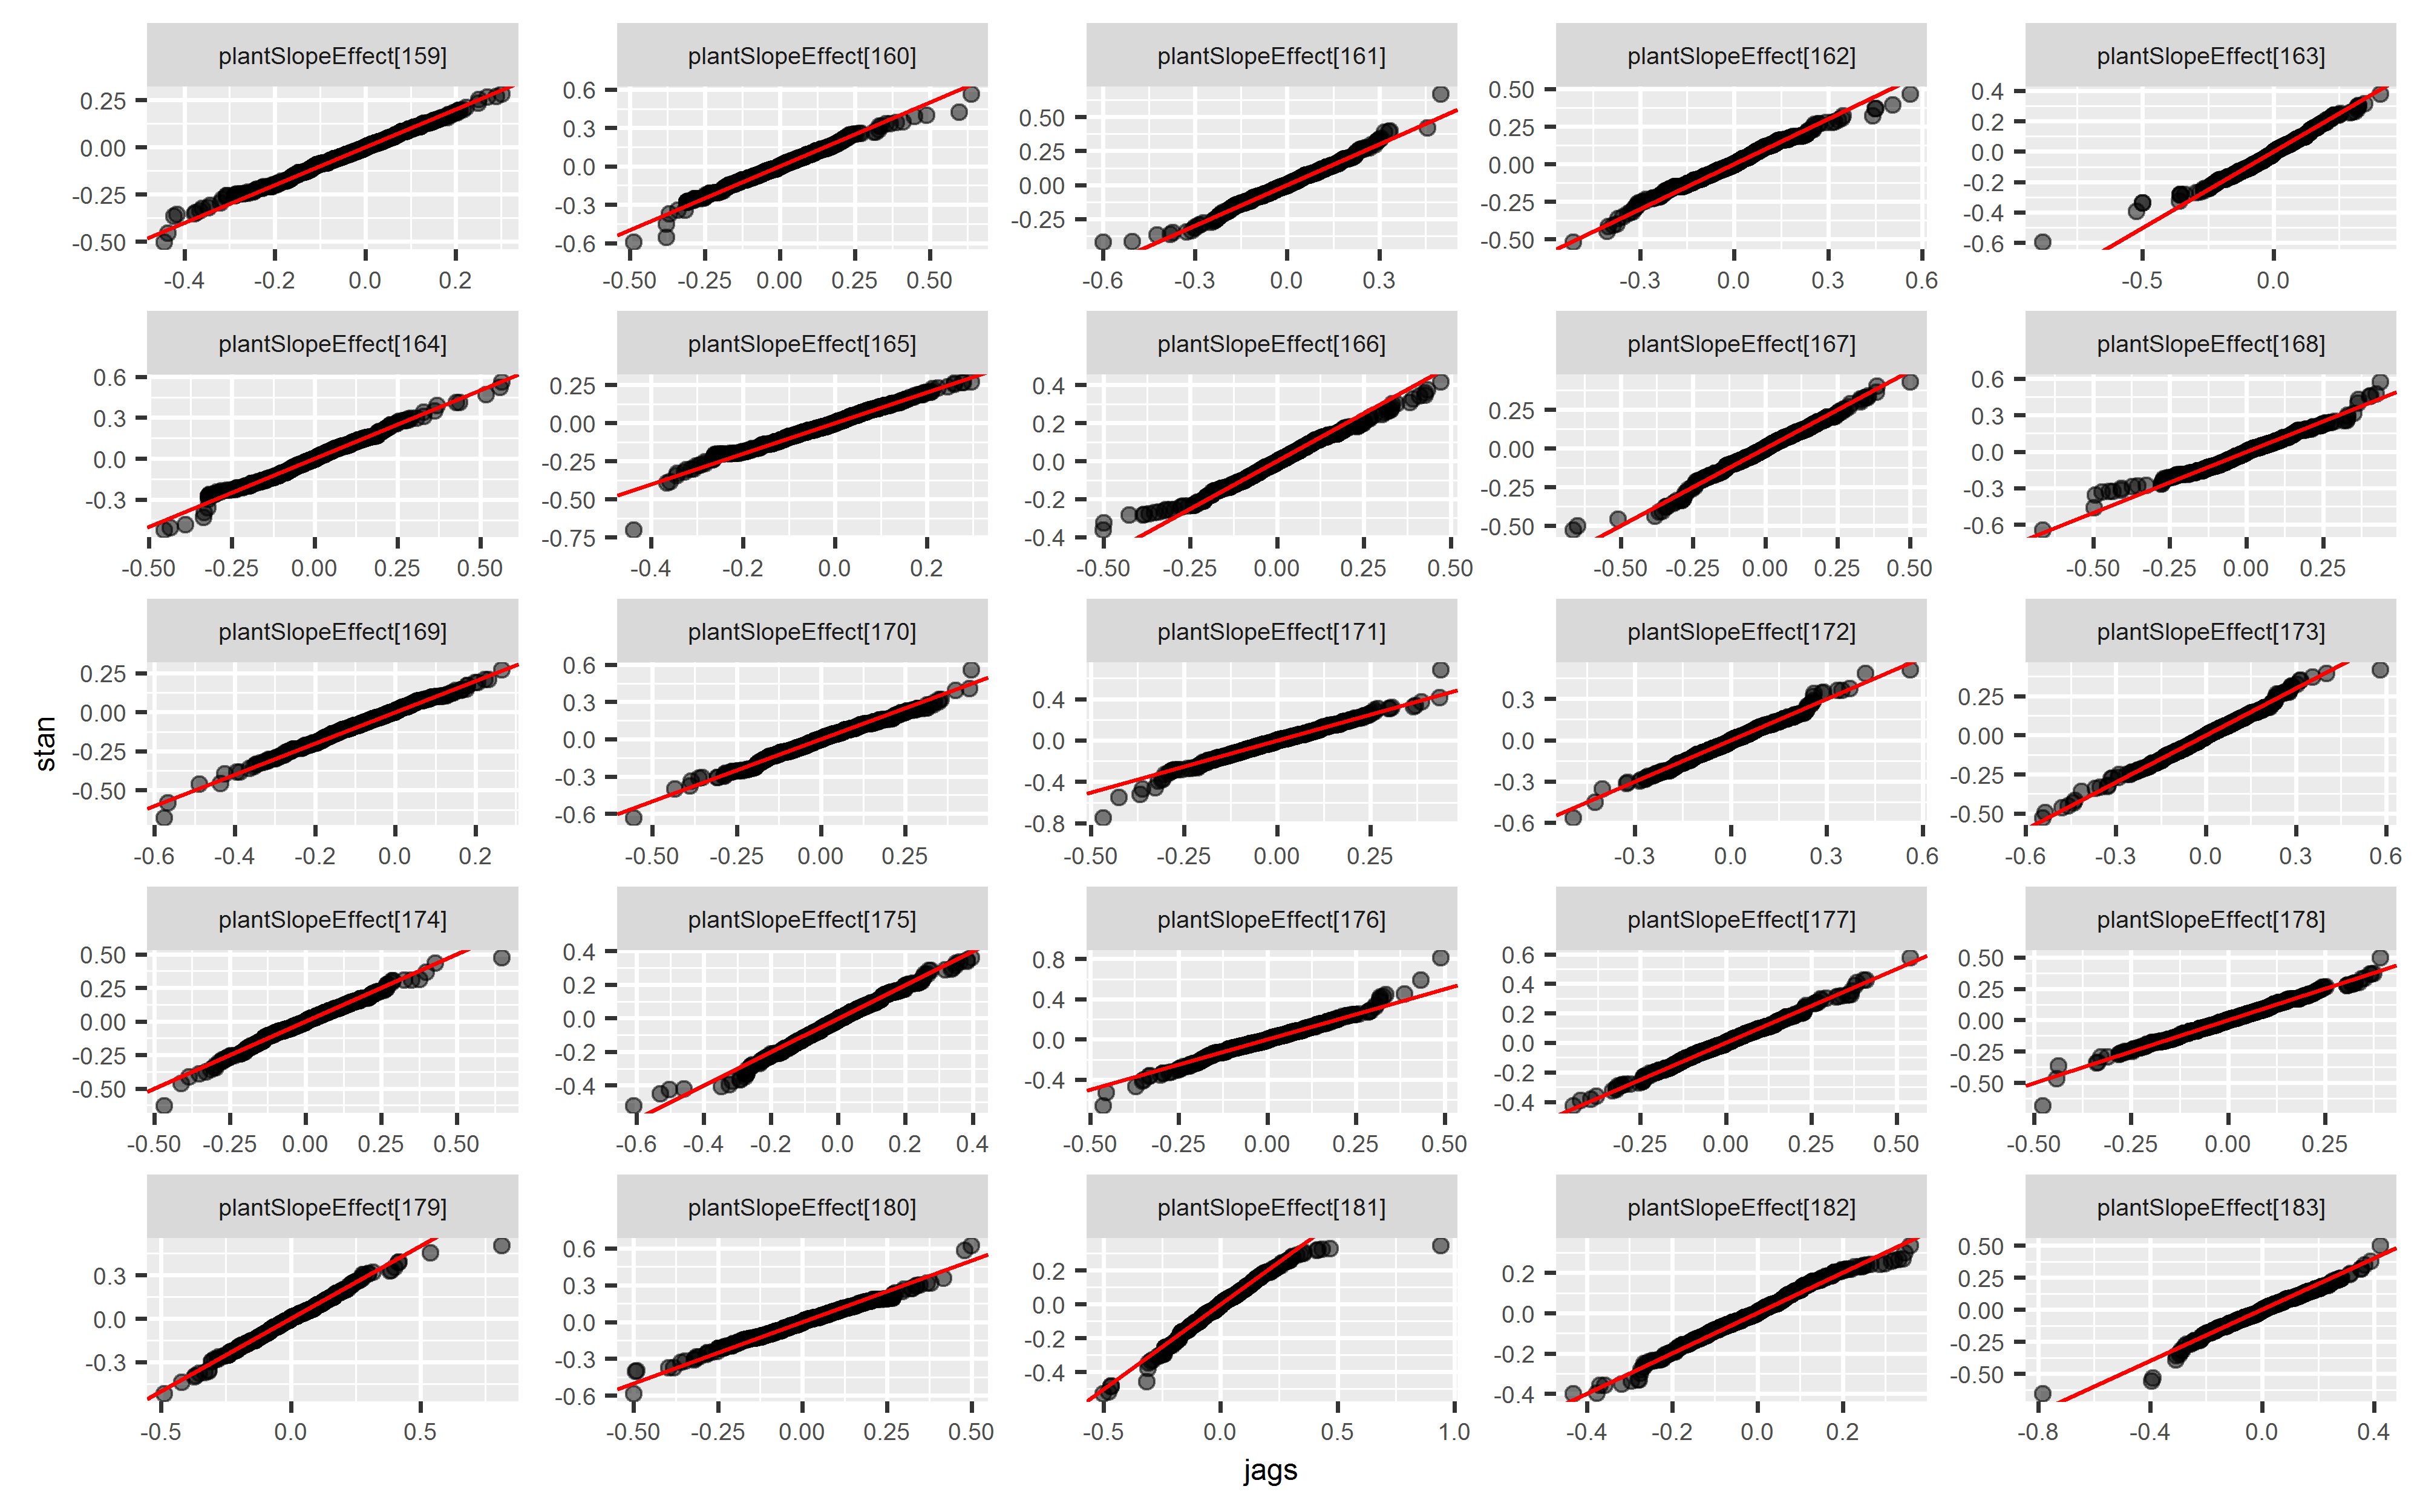 plantSlopeEffect[159] plantSlopeEffect[160] plantSlopeEffect[161] plantSlopeEffect[162] plantSlopeEffect[163]
0.25 0.00 -0.25 -0.50
0.6 0.3 0.0 -0.3 -0.6
0.50 0.25 0.00 -0.25
0.50 0.25 0.00 -0.25 -0.50
0.4 0.2 0.0 -0.2 -0.4 -0.6
-0.4 -0.2 0.0 0.2
-0.50 -0.25 0.00 0.25 0.50
-0.6 -0.3 0.0 0.3
-0.3 0.0 0.3 0.6
-0.5 0.0
plantSlopeEffect[164] plantSlopeEffect[165] plantSlopeEffect[166] plantSlopeEffect[167] plantSlopeEffect[168]
0.6 0.3 0.0 -0.3
0.25 0.00 -0.25 -0.50 -0.75
0.4 0.2 0.0 -0.2 -0.4
0.25 0.00 -0.25 -0.50
0.6 0.3 0.0 -0.3 -0.6
-0.50 -0.25 0.00 0.25 0.50
-0.4 -0.2 0.0 0.2
-0.50 -0.25 0.00 0.25 0.50
-0.50 -0.25 0.00 0.25 0.50
-0.50 -0.25 0.00 0.25
plantSlopeEffect[169] plantSlopeEffect[170] plantSlopeEffect[171] plantSlopeEffect[172] plantSlopeEffect[173]
0.25 0.00 -0.25 -0.50
0.6 0.3 0.0 -0.3 -0.6
0.4 0.0 -0.4 -0.8
0.3 0.0 -0.3 -0.6
0.25 0.00 -0.25 -0.50
-0.6 -0.4 -0.2 0.0 0.2
-0.50 -0.25 0.00 0.25
-0.50 -0.25 0.00 0.25
-0.3 0.0 0.3 0.6
-0.6 -0.3 0.0 0.3 0.6
plantSlopeEffect[174] plantSlopeEffect[175] plantSlopeEffect[176] plantSlopeEffect[177] plantSlopeEffect[178]
0.50 0.25 0.00 -0.25 -0.50
0.4 0.2 0.0 -0.2 -0.4
0.8 0.4 0.0 -0.4
0.6 0.4 0.2 0.0 -0.2 -0.4
0.50 0.25 0.00 -0.25 -0.50
-0.50 -0.25 0.00 0.25 0.50
-0.6 -0.4 -0.2 0.0 0.2 0.4
-0.50 -0.25 0.00 0.25 0.50
-0.25 0.00 0.25 0.50
-0.50 -0.25 0.00 0.25
plantSlopeEffect[179] plantSlopeEffect[180] plantSlopeEffect[181] plantSlopeEffect[182] plantSlopeEffect[183]
0.3 0.0 -0.3
0.6 0.3 0.0 -0.3 -0.6
0.2 0.0 -0.2 -0.4
0.2 0.0 -0.2 -0.4
0.50 0.25 0.00 -0.25 -0.50
-0.5 0.0 0.5
-0.50 -0.25 0.00 0.25 0.50
-0.5 0.0 0.5 1.0
-0.4 -0.2 0.0 0.2
-0.8 -0.4 0.0 0.4
stan
jags